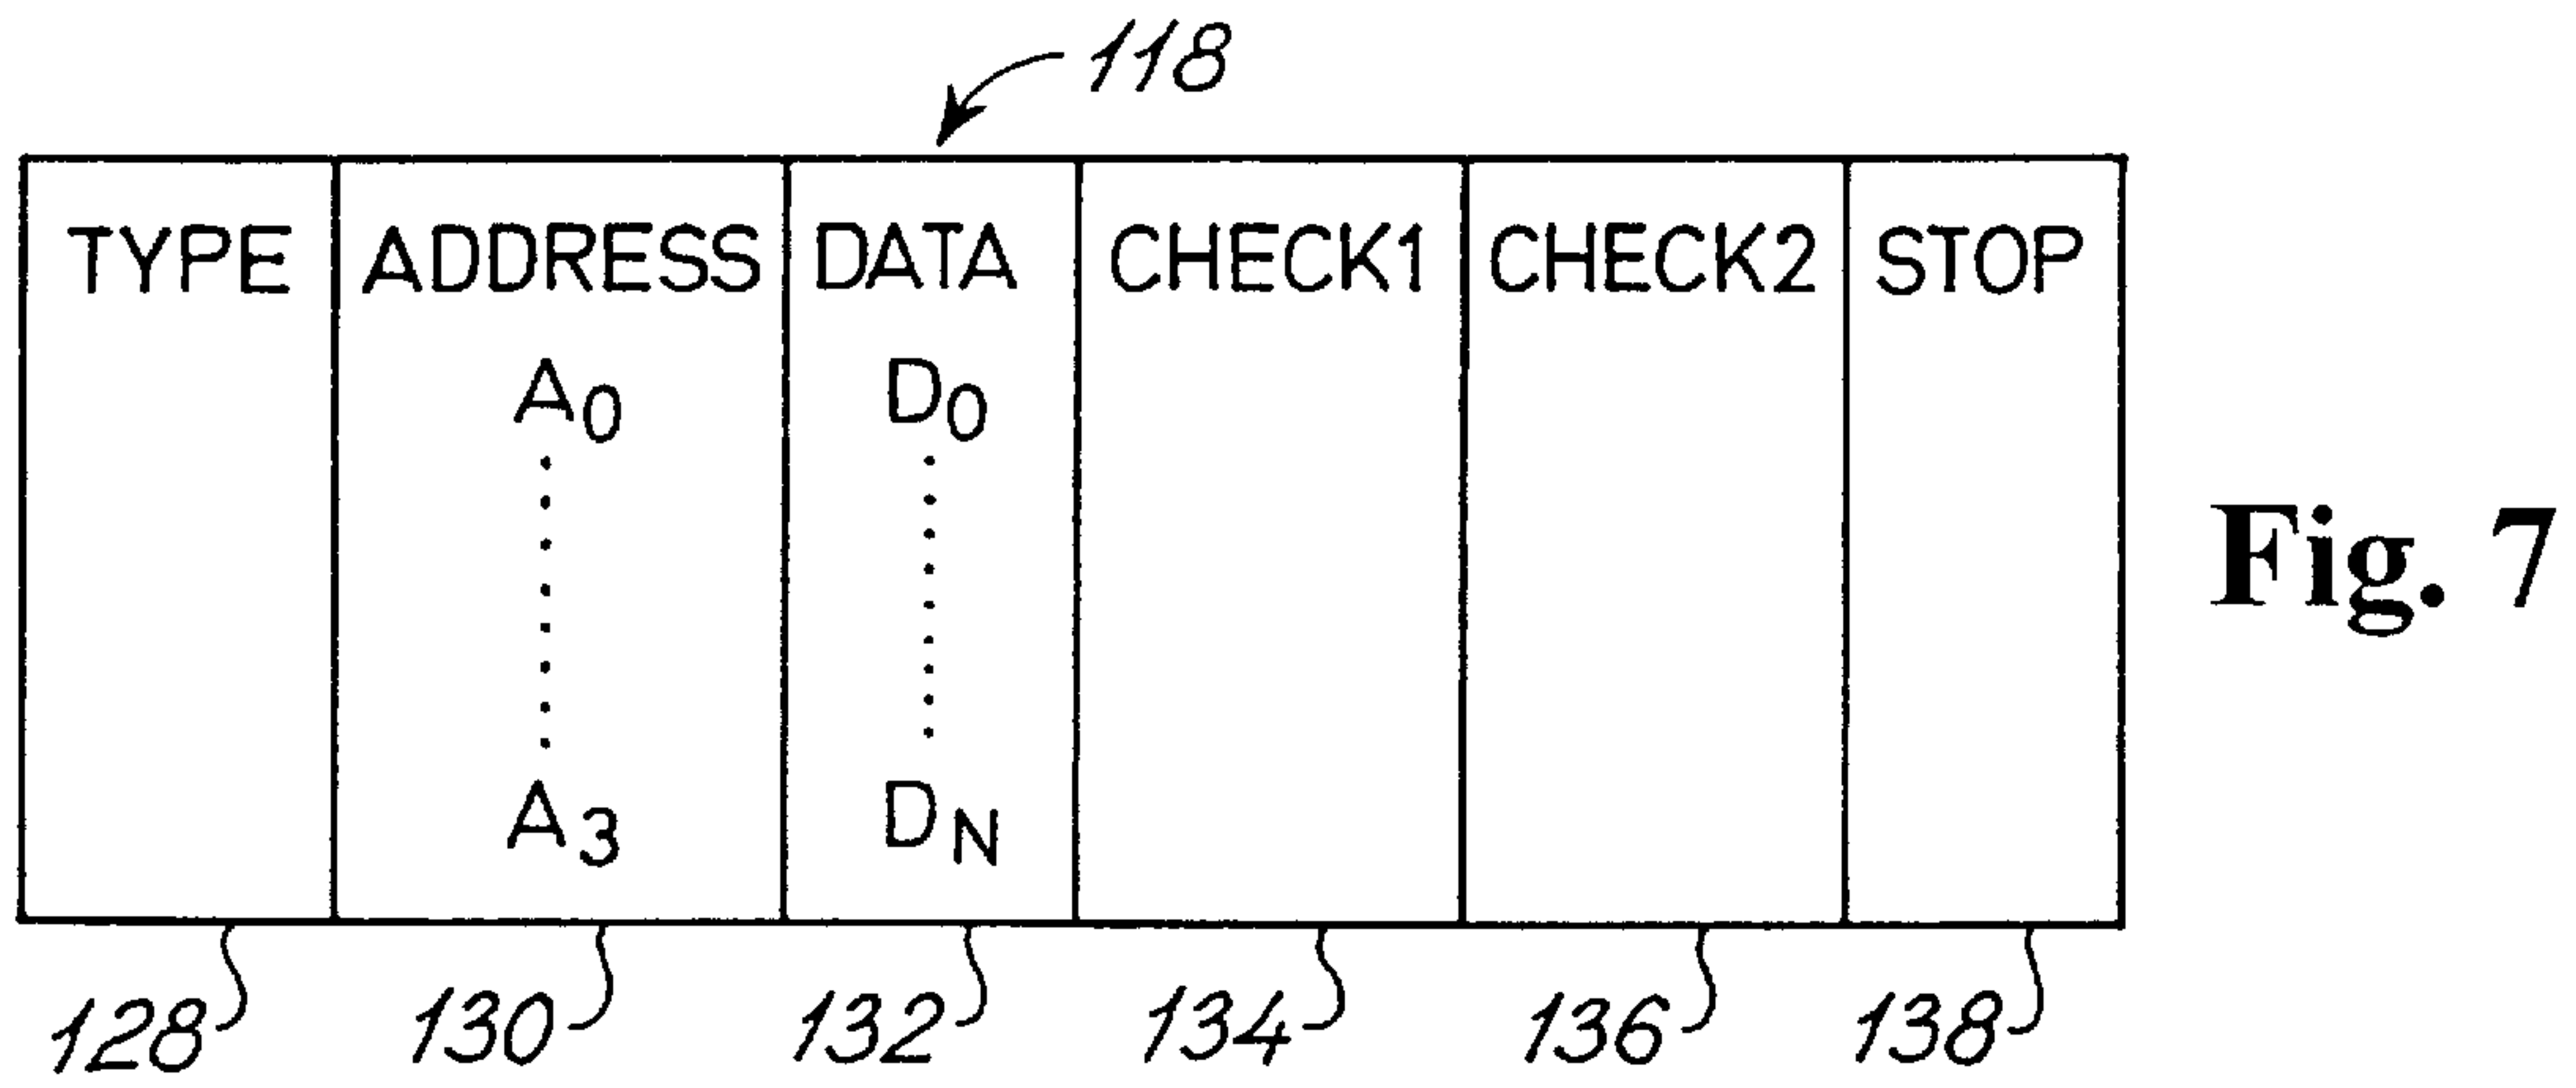 118
TYPE ADDRESS DATA CHECK1 CHECK2 STOP
A0 D0
Fig. 7
A3 DN
128 130 132 134 136 138